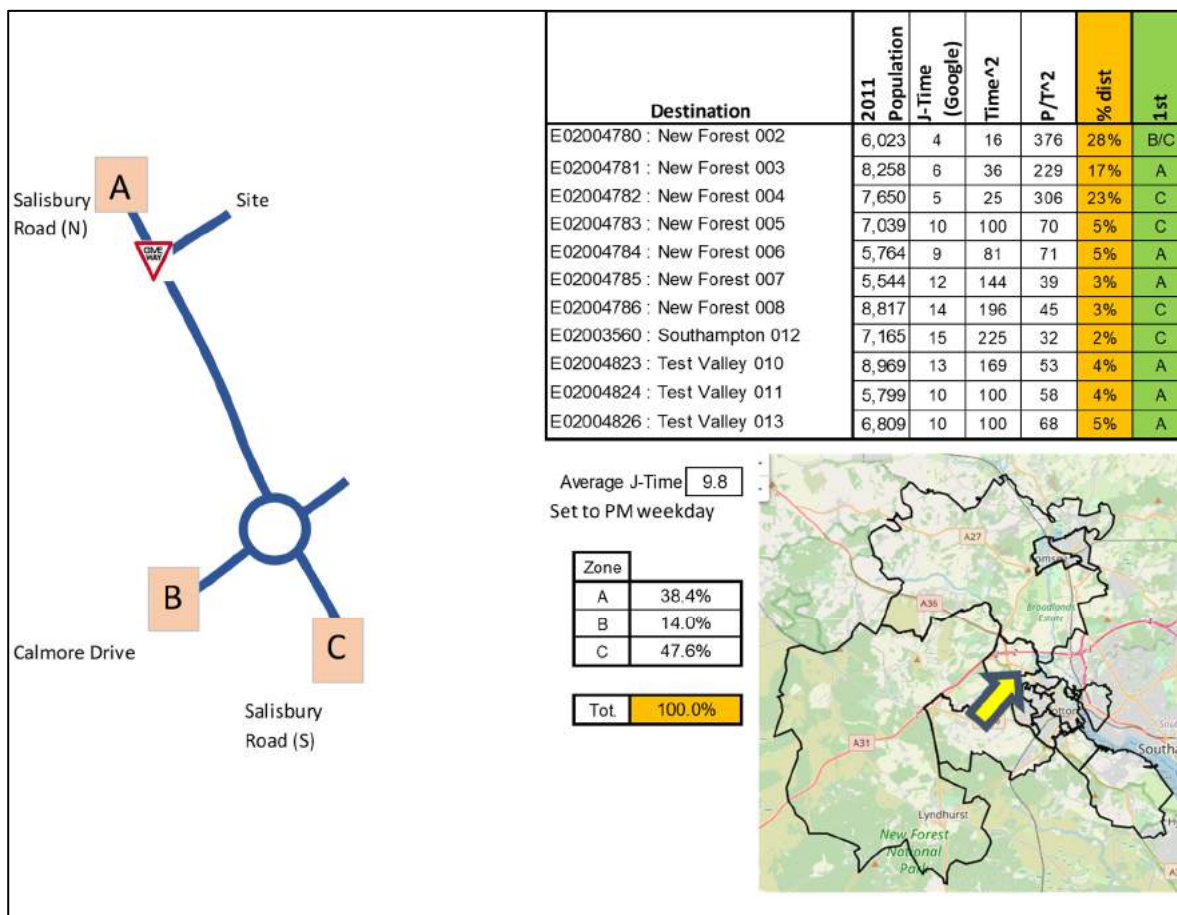 A
Salisbury
Road (N)
Site
GIVE
WAY
B
Calmore Drive
C
Salisbury
Road (S)
Destination 2011 Population J-Time (Google) Time^2 P/T^2 % dist 1st
E02004780 : New Forest 002 6,023 4 16 376 28% B/C
E02004781 : New Forest 003 8,258 6 36 229 17% A
E02004782 : New Forest 004 7,650 5 25 306 23% C
E02004783 : New Forest 005 7,039 10 100 70 5% C
E02004784 : New Forest 006 5,764 9 81 71 5% A
E02004785 : New Forest 007 5,544 12 144 39 3% A
E02004786 : New Forest 008 8,817 14 196 45 3% C
E02003560 : Southampton 012 7,165 15 225 32 2% C
E02004823 : Test Valley 010 8,969 13 169 53 4% A
E02004824 : Test Valley 011 5,799 10 100 58 4% A
E02004826 : Test Valley 013 6,809 10 100 68 5% A
Average J-Time 9.8
Set to PM weekday
Zone
A 38.4%
B 14.0%
C 47.6%
Tot. 100.0%
A27
A36
Broadlands
Estate
A31
Lyndhurst
New Forest
National
Park